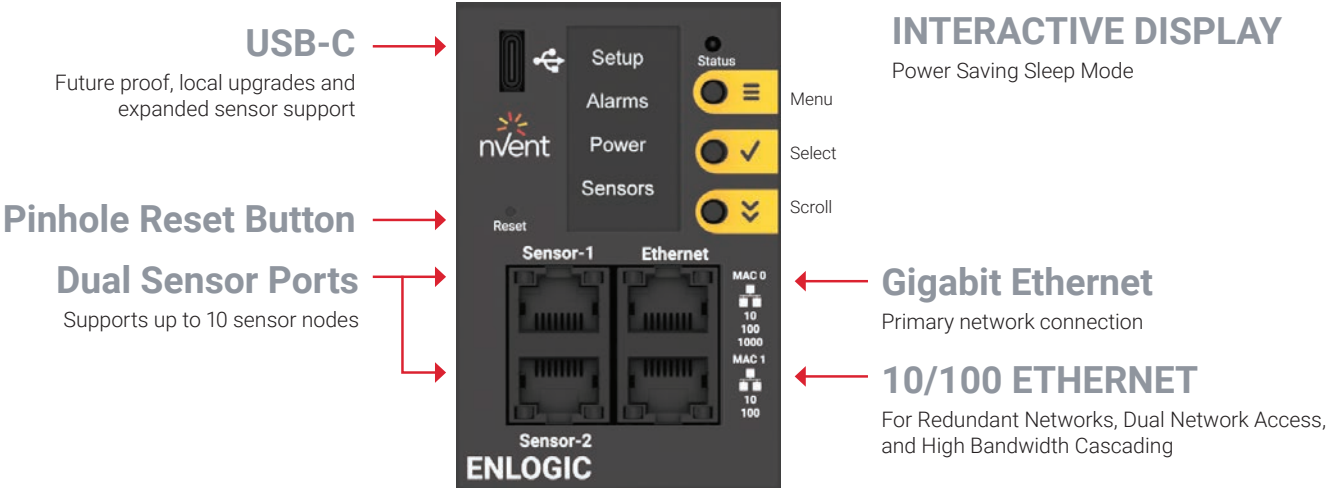 USB-C
Future proof, local upgrades and
expanded sensor support
Pinhole Reset Button
Dual Sensor Ports
Supports up to 10 sensor nodes
Setup
Alarms
Power
Sensors
Status
nvent
Reset
Sensor-1
Ethernet
MAC 0
10
100
1000
MAC 1
10
100
Sensor-2
ENLOGIC
INTERACTIVE DISPLAY
Power Saving Sleep Mode
Menu
Select
Scroll
Gigabit Ethernet
Primary network connection
10/100 ETHERNET
For Redundant Networks, Dual Network Access,
and High Bandwidth Cascading